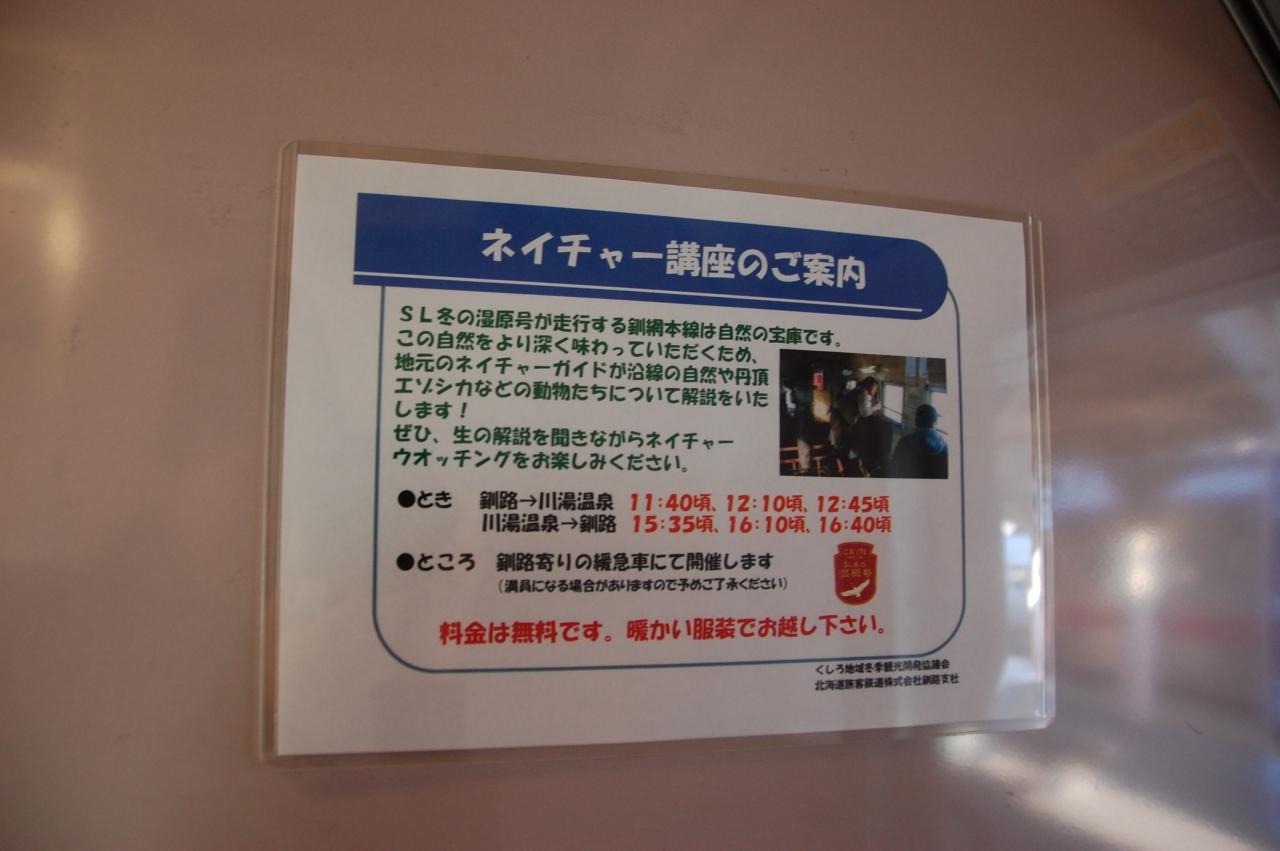 ネイチャー講座のご案内
SL冬の湿原号が走行する釧網本線は自然の宝庫です。
この自然をより深く味わっていただくため、
地元のネイチャーガイドが沿線の自然や丹頂
エゾシカなどの動物たちについて解説をいた
します!
ぜひ、生の解説を聞きながらネイチャー
ウオッチングをお楽しみください。
●とき 釧路→川湯温泉 11:40頃、12:10頃、12:45頃
川湯温泉→釧路 15:35頃、16:10頃、16:40頃
●ところ 釧路寄りの緩急車にて開催します
(満員になる場合がありますので予めご了承ください)
料金は無料です。暖かい服装でお越し下さい。
くしろ地域冬季観光開発協議会
北海道旅客鉄道株式会社釧路支社